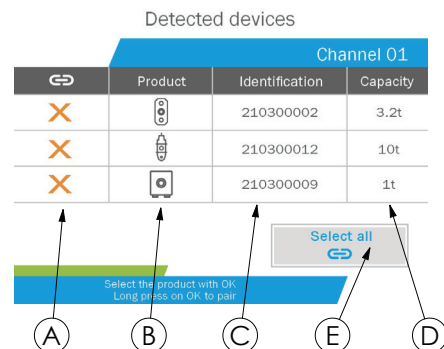 Detected devices
Channel 01
Product Identification Capacity
210300002 3.2t
210300012 10t
210300009 1t
Select all
Select the product with OK
Long press on OK to pair
A B C E D